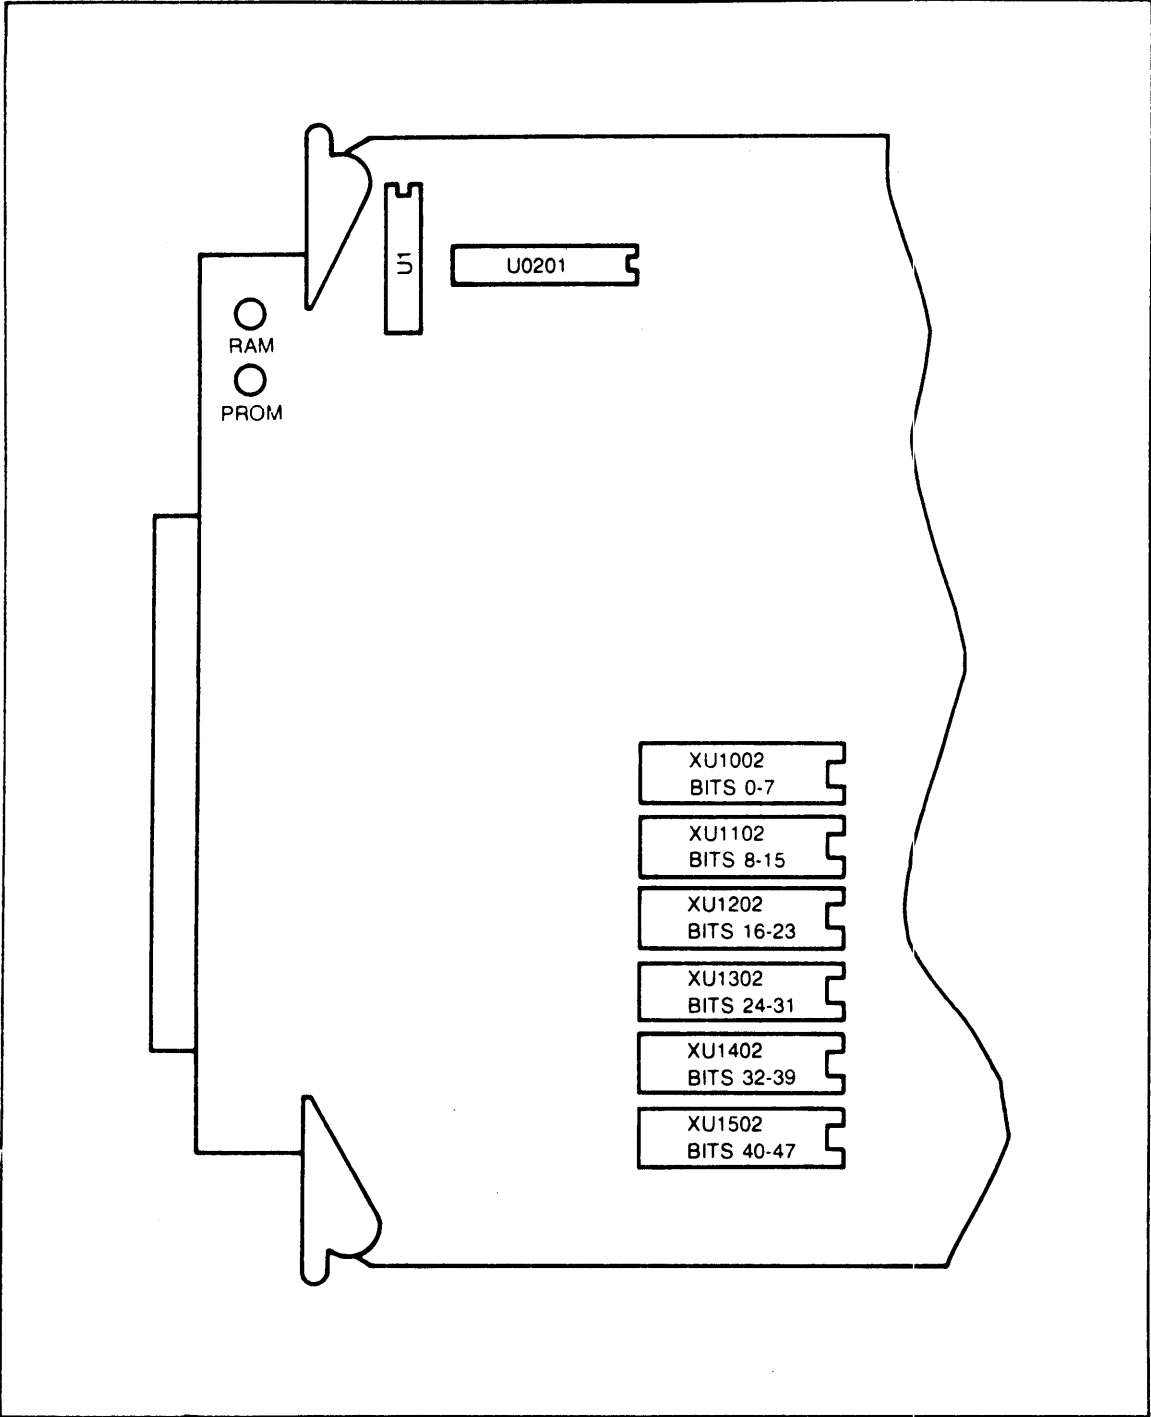 U1
U0201
RAM
PROM
XU1002
BITS 0-7
XU1102
BITS 8-15
XU1202
BITS 16-23
XU1302
BITS 24-31
XU1402
BITS 32-39
XU1502
BITS 40-47